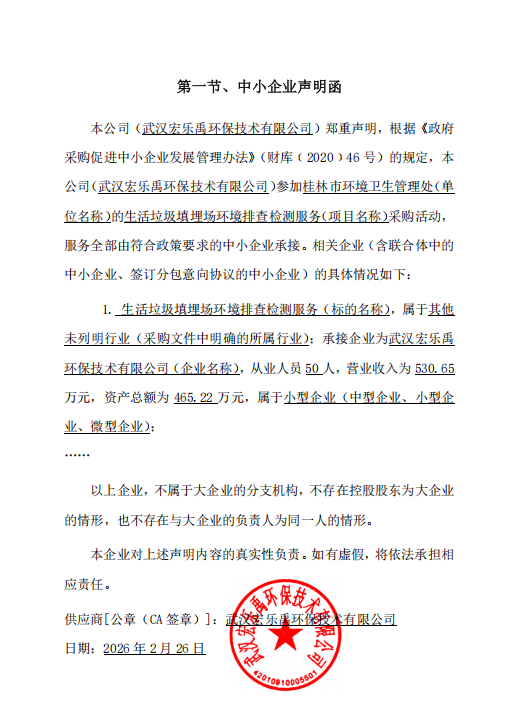 第一节、中小企业声明函
本公司（武汉宏乐禹环保技术有限公司）郑重声明，根据《政府
采购促进中小企业发展管理办法》（财库﹝2020﹞46 号）的规定，本
公司（武汉宏乐禹环保技术有限公司）参加桂林市环境卫生管理处（单
位名称）的生活垃圾填埋场环境排查检测服务（项目名称）采购活动，
服务全部由符合政策要求的中小企业承接。相关企业（含联合体中的
中小企业、签订分包意向协议的中小企业）的具体情况如下：
1. 生活垃圾填埋场环境排查检测服务（标的名称），属于其他
未列明行业（采购文件中明确的所属行业）；承接企业为武汉宏乐禹
环保技术有限公司（企业名称），从业人员 50 人，营业收入为 530.65
万元，资产总额为 465.22 万元，属于小型企业（中型企业、小型企
业、微型企业）；
……
以上企业，不属于大企业的分支机构，不存在控股股东为大企业
的情形，也不存在与大企业的负责人为同一人的情形。
本企业对上述声明内容的真实性负责。如有虚假，将依法承担相
应责任。
供应商[公章（CA 签章）]：武汉宏乐禹环保技术有限公司
日期：2026 年 2 月 26 日
武汉宏乐禹环保技术有限公司
42010910005501